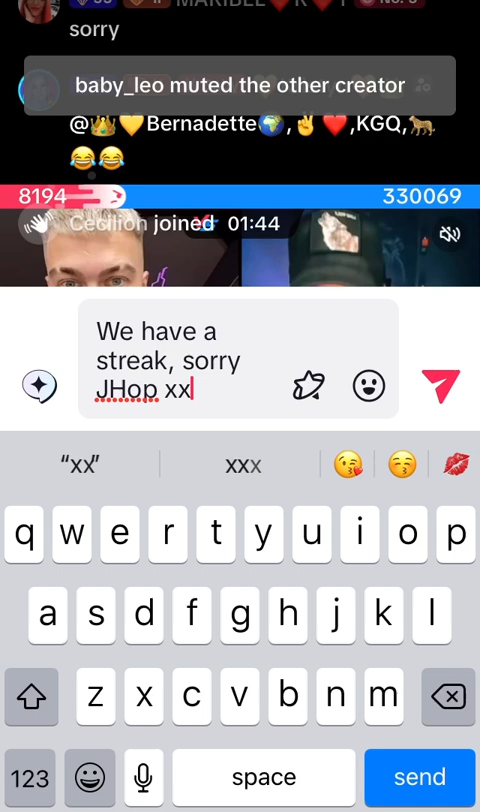 sorry
baby_leo muted the other creator
@👑💛Bernadette🌍,✌️❤️,KGQ,🐆
😂😂
8194 330069
Cecilion joined 01:44
We have a
streak, sorry
JHop xx
“xx” xxx 😘 😚 💋
q w e r t y u i o p
a s d f g h j k l
z x c v b n m
123 space send